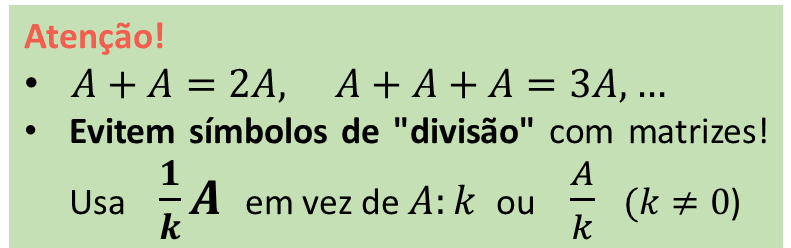 Atenção!
• A + A = 2A, A + A + A = 3A, ...
• Evitem símbolos de "divisão" com matrizes!
Usa 1/k A em vez de A: k ou A/k (k ≠ 0)